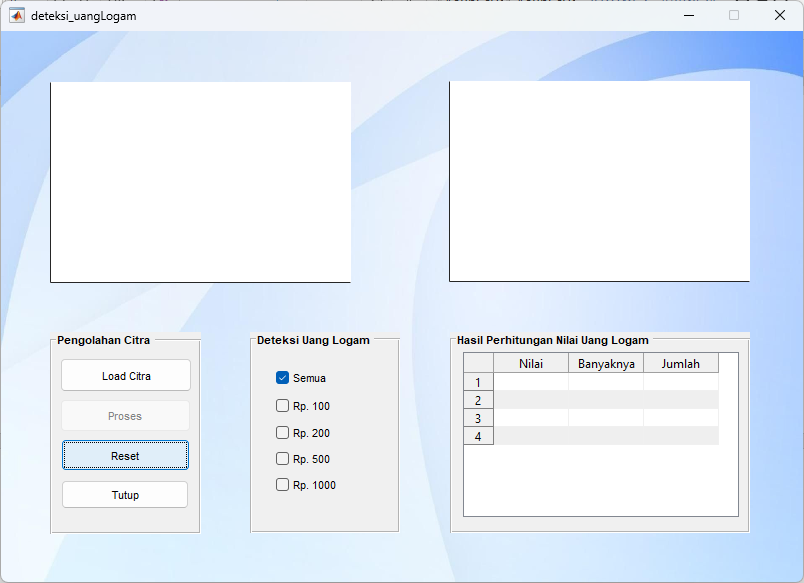 deteksi_uangLogam
Pengolahan Citra
Load Citra
Proses
Reset
Tutup
Deteksi Uang Logam
Semua
Rp. 100
Rp. 200
Rp. 500
Rp. 1000
Hasil Perhitungan Nilai Uang Logam
Nilai Banyaknya Jumlah
1
2
3
4